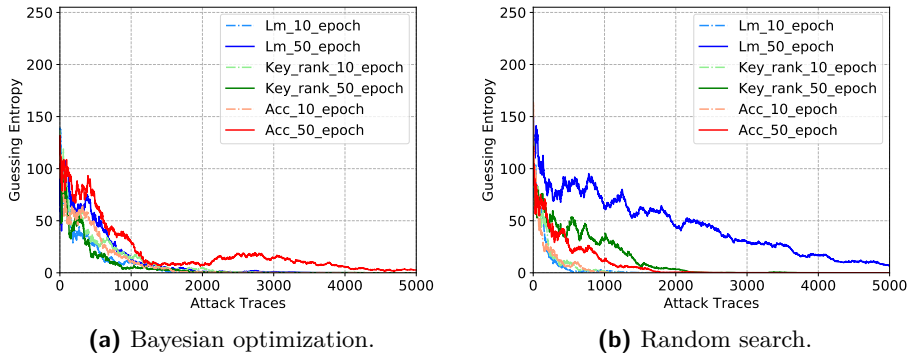 250
200
150
100
50
0
Guessing Entropy
Lm_10_epoch
Lm_50_epoch
Key_rank_10_epoch
Key_rank_50_epoch
Acc_10_epoch
Acc_50_epoch
0 1000 2000 3000 4000 5000
Attack Traces
(a) Bayesian optimization.
250
200
150
100
50
0
Guessing Entropy
Lm_10_epoch
Lm_50_epoch
Key_rank_10_epoch
Key_rank_50_epoch
Acc_10_epoch
Acc_50_epoch
0 1000 2000 3000 4000 5000
Attack Traces
(b) Random search.